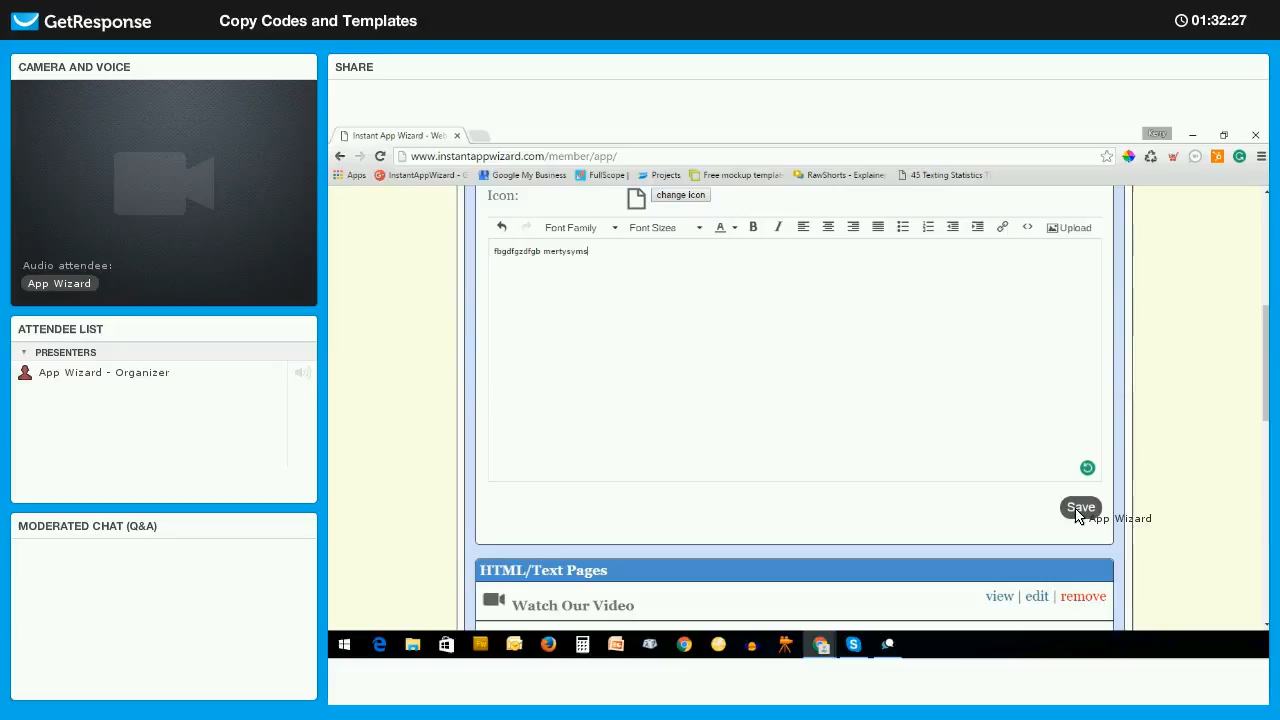 GetResponse
Copy Codes and Templates
01:32:27
CAMERA AND VOICE
Audio attendee:
App Wizard
ATTENDEE LIST
PRESENTERS
App Wizard - Organizer
MODERATED CHAT (Q&A)
SHARE
Instant App Wizard - Web
Kerry
www.instantappwizard.com/member/app/
Apps
InstantAppWizard - G
Google My Business
FullScope |
Projects
Free mockup templat
RawShorts - Explaine
45 Texting Statistics T
Icon:
change icon
Font Family
Font Sizes
A
B
I
Upload
fbgdfgzdfgb mertysyms
Save
App Wizard
HTML/Text Pages
Watch Our Video
view | edit | remove